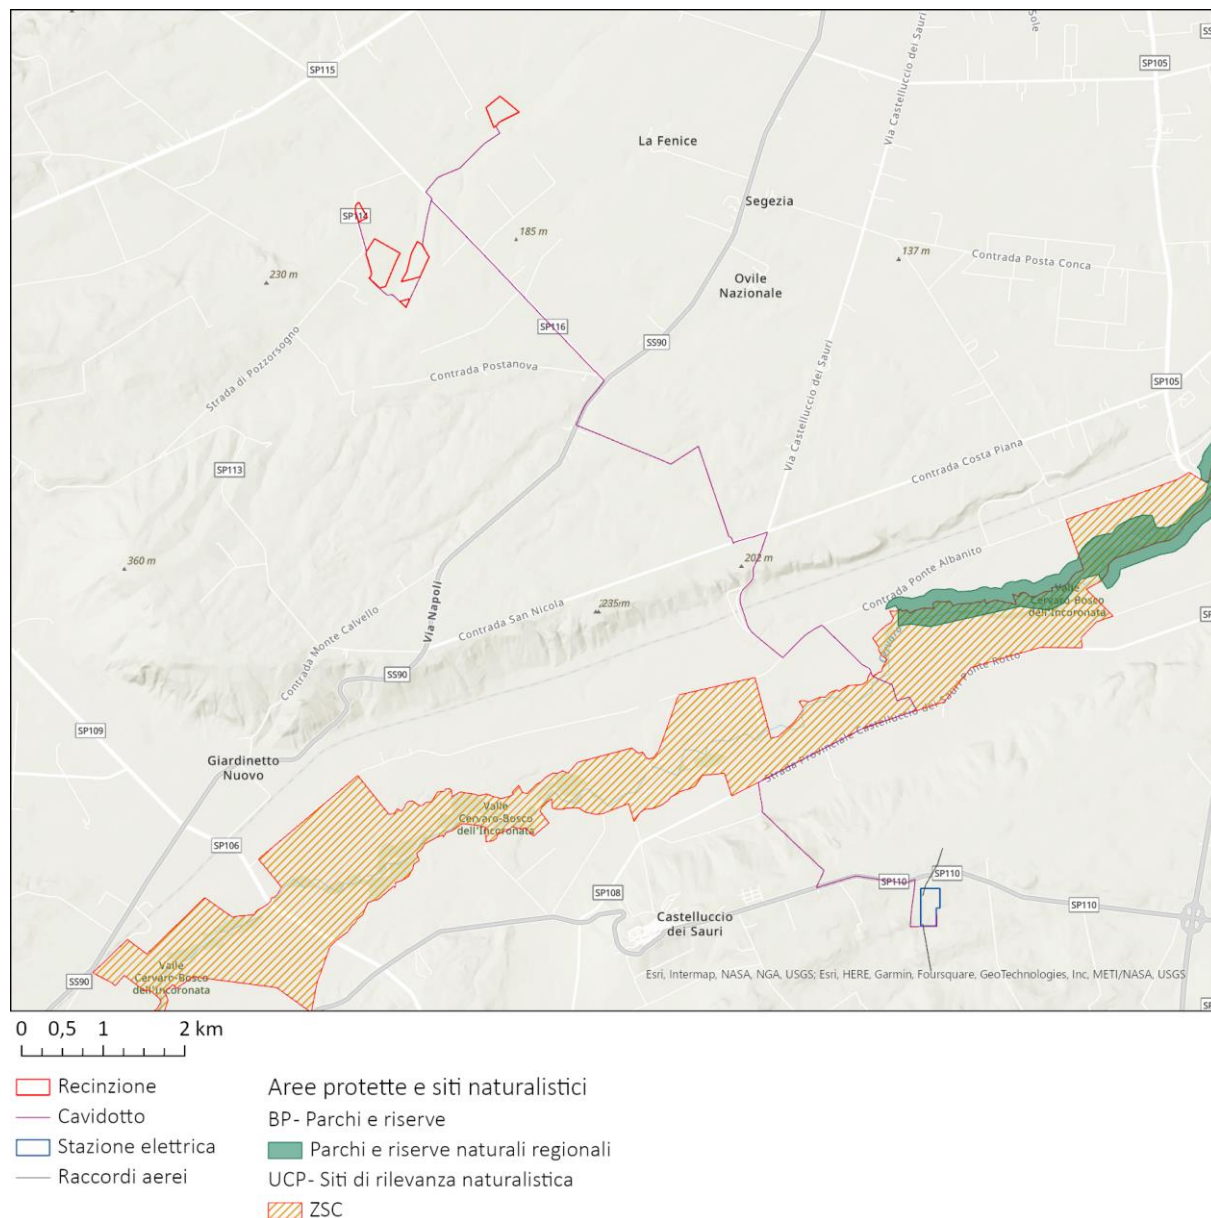 SP115
SP105
SS
Sole
Via Castelluccio dei Sauri
La Fenice
Segezia
SP114
185 m
137 m
Contrada Posta Conca
230 m
Ovile
Nazionale
SP116
SS90
Strada di Pozzorsogno
Contrada Postanova
SP105
Via Castelluccio dei Sauri
Contrada Costa Piana
SP113
360 m
202 m
Contrada Ponte Albanito
Valle
Cervaro-Bosco
dell'Incoronata
235m
Contrada San Nicola
Via Napoli
Contrada Monte Calvello
SP
Cervaro
SS90
Strada Provinciale Castelluccio dei Sauri Ponte Rotto
SP109
Giardinetto
Nuovo
Valle
Cervaro-Bosco
dell'Incoronata
SP106
SP108
SP110
SP110
SP110
Castelluccio
dei Sauri
Valle
Cervaro-Bosco
dell'Incoronata
SS90
Esri, Intermap, NASA, NGA, USGS; Esri, HERE, Garmin, Foursquare, GeoTechnologies, Inc, METI/NASA, USGS
SP
0 0,5 1 2 km
Recinzione
Cavidotto
Stazione elettrica
Raccordi aerei
Aree protette e siti naturalistici
BP- Parchi e riserve
Parchi e riserve naturali regionali
UCP- Siti di rilevanza naturalistica
ZSC